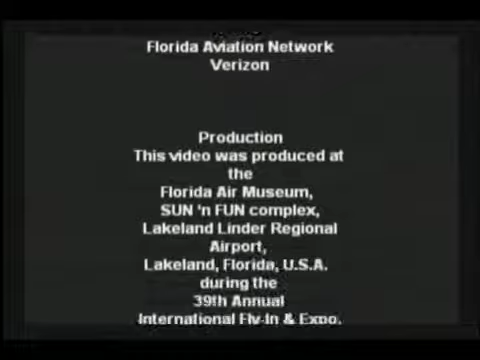 Florida Aviation Network
Verizon
Production
This video was produced at
the
Florida Air Museum,
SUN 'n FUN complex,
Lakeland Linder Regional
Airport,
Lakeland, Florida, U.S.A.
during the
39th Annual
International Fly-In & Expo.